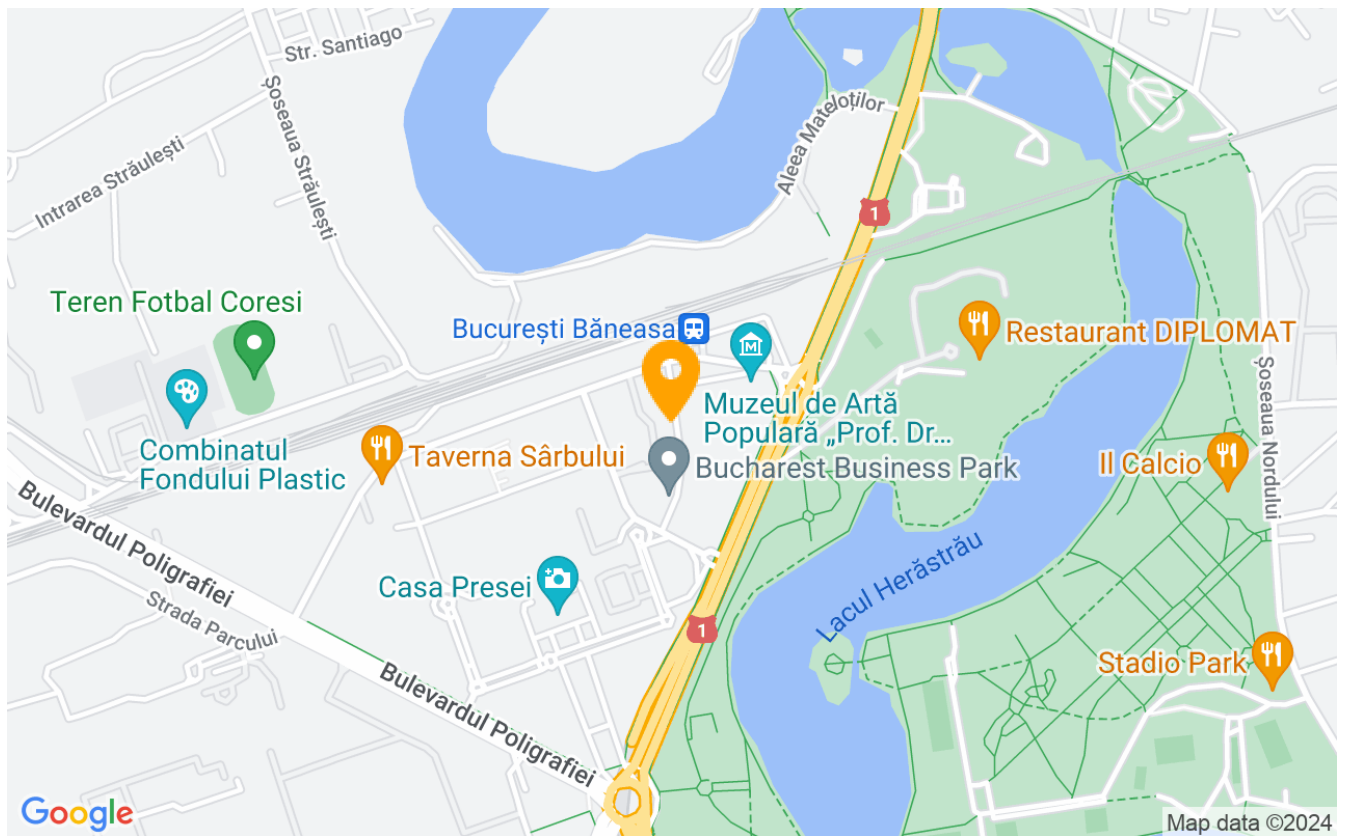 Str. Santiago
Șoseaua Străulești
Intrarea Străulești
Aleea Mateloților
1
Teren Fotbal Coresi
București Băneasa
Restaurant DIPLOMAT
Muzeul de Artă
Populară „Prof. Dr...
Combinatul
Fondului Plastic
Taverna Sârbului
Bucharest Business Park
Il Calcio
Șoseaua Nordului
Bulevardul Poligrafiei
Strada Parcului
Casa Presei
Lacul Herăstrău
1
Stadio Park
Bulevardul Poligrafiei
Google
Map data ©2024